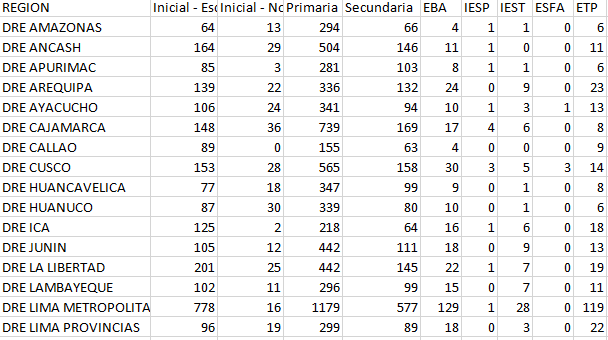 REGION Inicial - Esc Inicial - No Primaria Secundaria EBA IESP IEST ESFA ETP
DRE AMAZONAS 64 13 294 66 4 1 1 0 6
DRE ANCASH 164 29 504 146 11 1 0 0 11
DRE APURIMAC 85 3 281 103 8 1 1 0 6
DRE AREQUIPA 139 22 336 132 24 0 9 0 23
DRE AYACUCHO 106 24 341 94 10 1 3 1 13
DRE CAJAMARCA 148 36 739 169 17 4 6 0 8
DRE CALLAO 89 0 155 63 4 0 0 0 9
DRE CUSCO 153 28 565 158 30 3 5 3 14
DRE HUANCAVELICA 77 18 347 99 9 0 1 0 8
DRE HUANUCO 87 30 339 80 10 0 1 0 6
DRE ICA 125 2 218 64 16 1 6 0 18
DRE JUNIN 105 12 442 111 18 0 9 0 13
DRE LA LIBERTAD 201 25 442 145 22 1 7 0 19
DRE LAMBAYEQUE 102 11 296 99 15 0 7 0 11
DRE LIMA METROPOLITA 778 16 1179 577 129 1 28 0 119
DRE LIMA PROVINCIAS 96 19 299 89 18 0 3 0 22